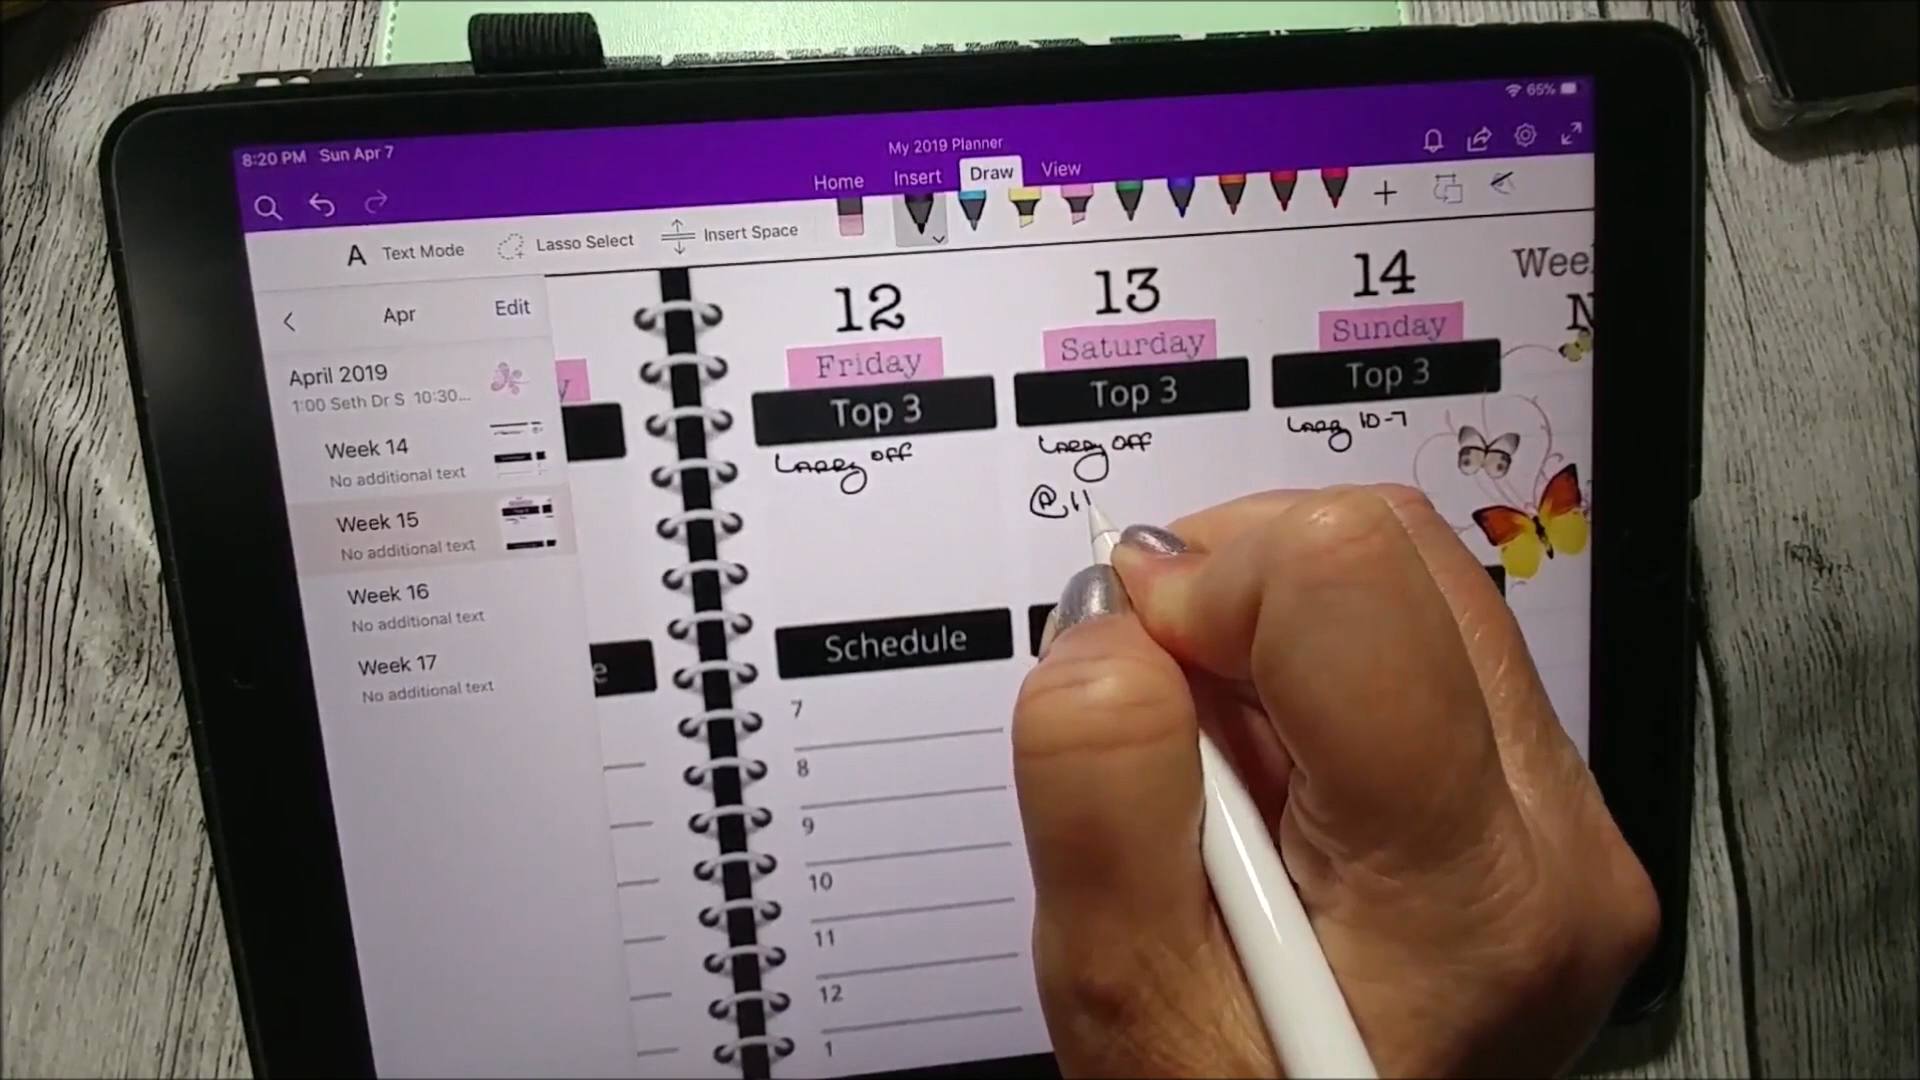 8:20 PM Sun Apr 7
65%
My 2019 Planner
Home Insert Draw View
A Text Mode Lasso Select Insert Space
Apr Edit
April 2019
1:00 Seth Dr S 10:30...
Week 14
No additional text
Week 15
No additional text
Week 16
No additional text
Week 17
No additional text
y
e
12
Friday
Top 3
Larry off
Schedule
7
8
9
10
11
12
1
13
Saturday
Top 3
Larry off
@ 11
14
Sunday
Top 3
Larry 10-7
Wee
N